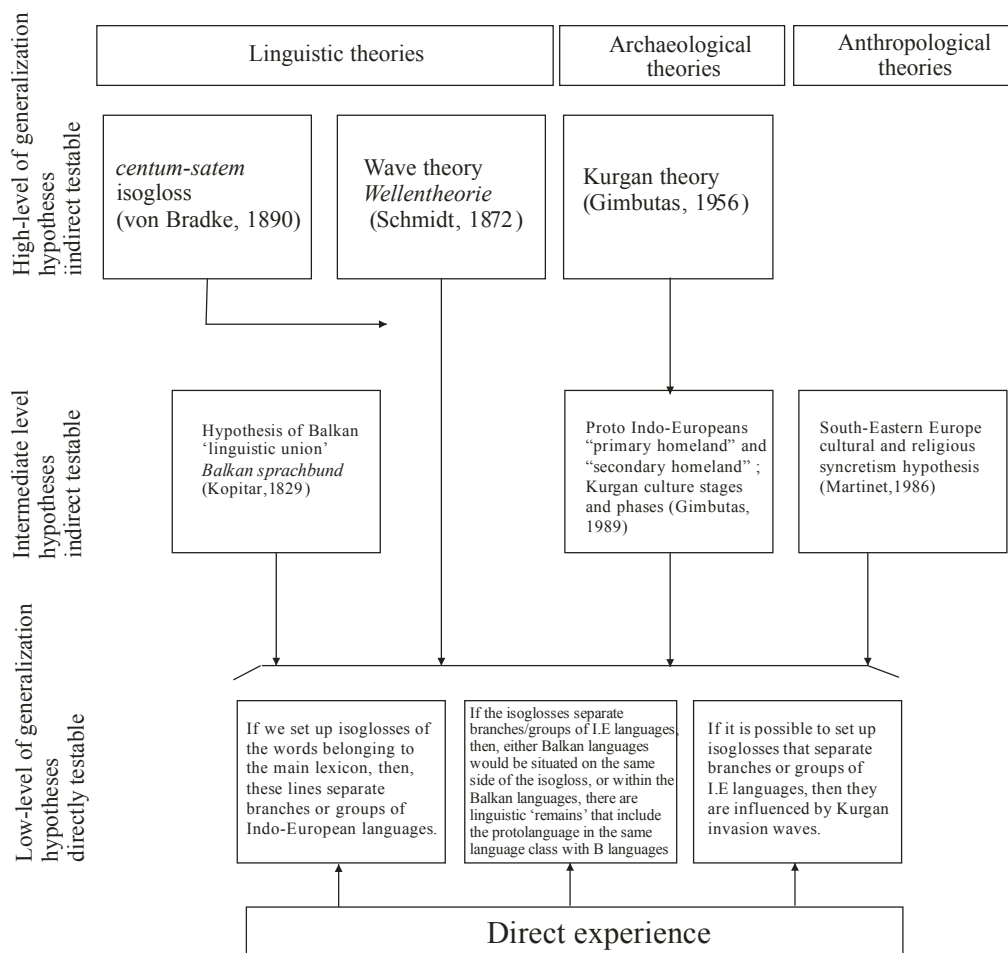 Linguistic theories
Archaeological
theories
Anthropological
theories
High-level of generalization
hypotheses
iindirect testable
centum-satem
isogloss
(von Bradke, 1890)
Wave theory
Wellentheorie
(Schmidt, 1872)
Kurgan theory
(Gimbutas, 1956)
Intermediate level
hypotheses
indirect testable
Hypothesis of Balkan
‘linguistic union’
Balkan sprachbund
(Kopitar,1829)
Proto Indo-Europeans
“primary homeland” and
“secondary homeland” ;
Kurgan culture stages
and phases (Gimbutas,
1989)
South-Eastern Europe
cultural and religious
syncretism hypothesis
(Martinet,1986)
Low-level of generalization
hypotheses
directly testable
If we set up isoglosses of
the words belonging to
the main lexicon, then,
these lines separate
branches or groups of
Indo-European languages.
If the isoglosses separate
branches/groups of I.E languages,
then, either Balkan languages
would be situated on the same
side of the isogloss, or within the
Balkan languages, there are
linguistic ‘remains’ that include
the protolanguage in the same
language class with B languages
If it is possible to set up
isoglosses that separate
branches or groups of
I.E languages, then they
are influenced by Kurgan
invasion waves.
Direct experience